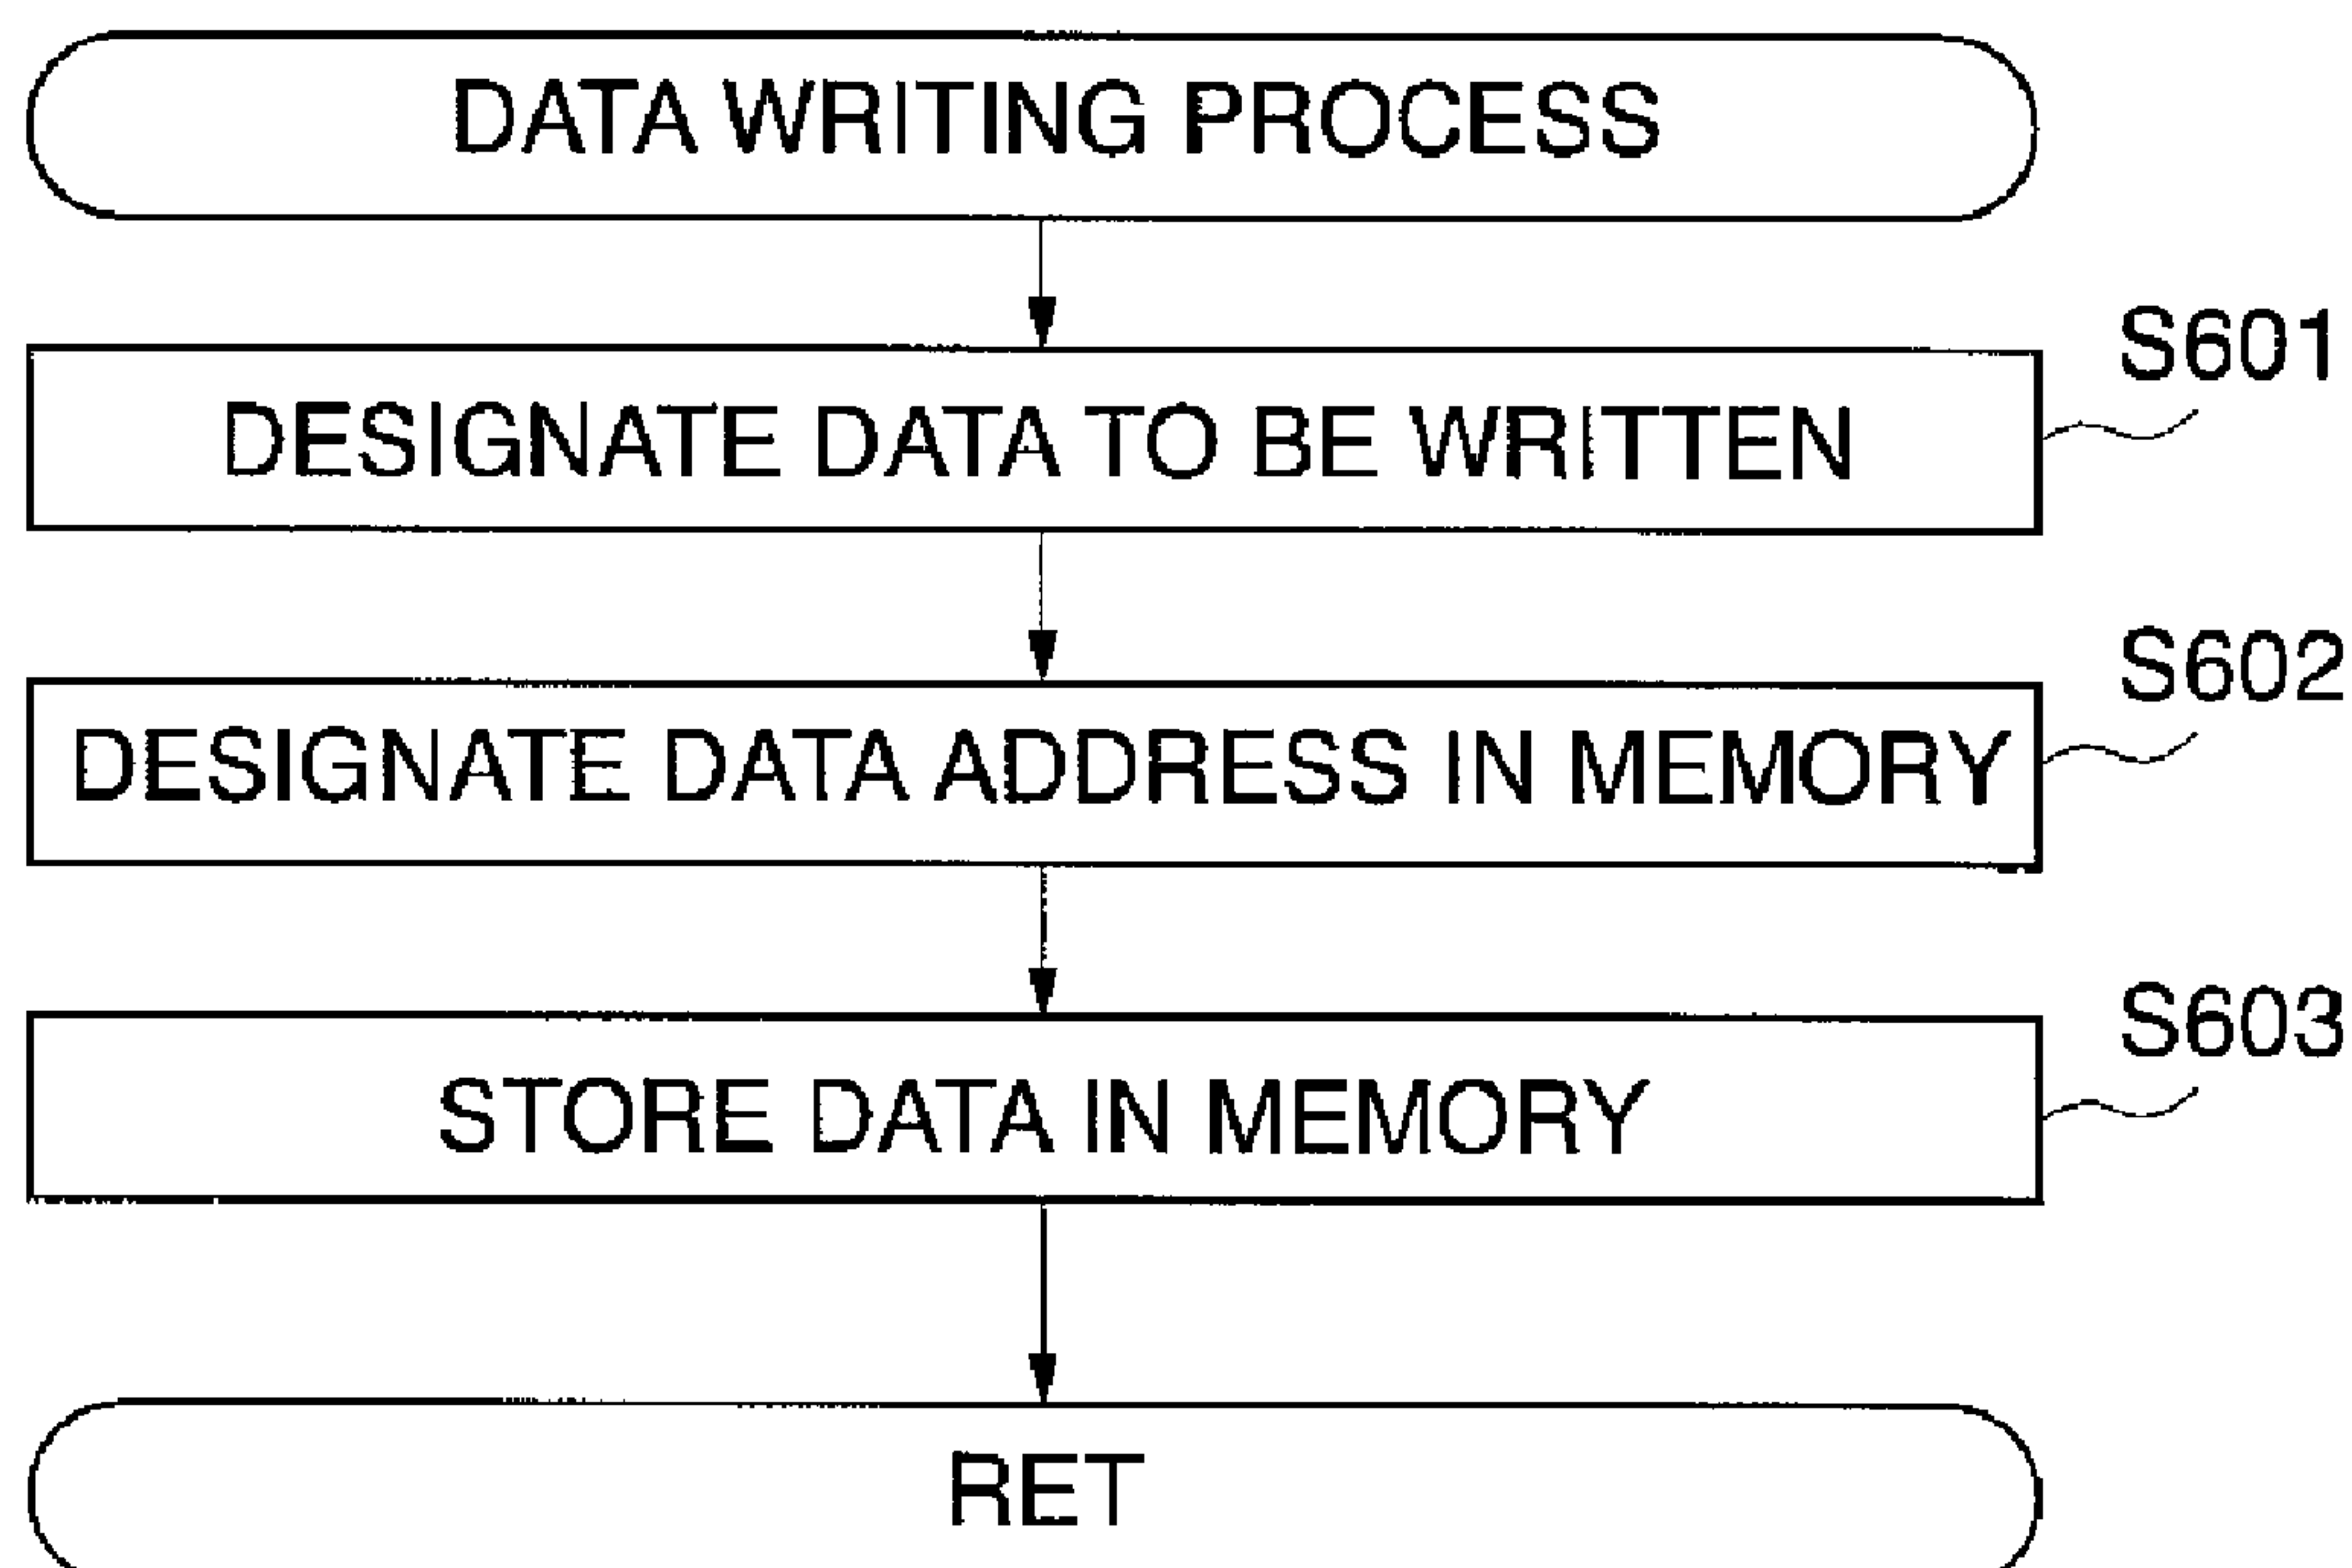 DATA WRITING PROCESS
S601
DESIGNATE DATA TO BE WRITTEN
S602
DESIGNATE DATA ADDRESS IN MEMORY
S603
STORE DATA IN MEMORY
RET